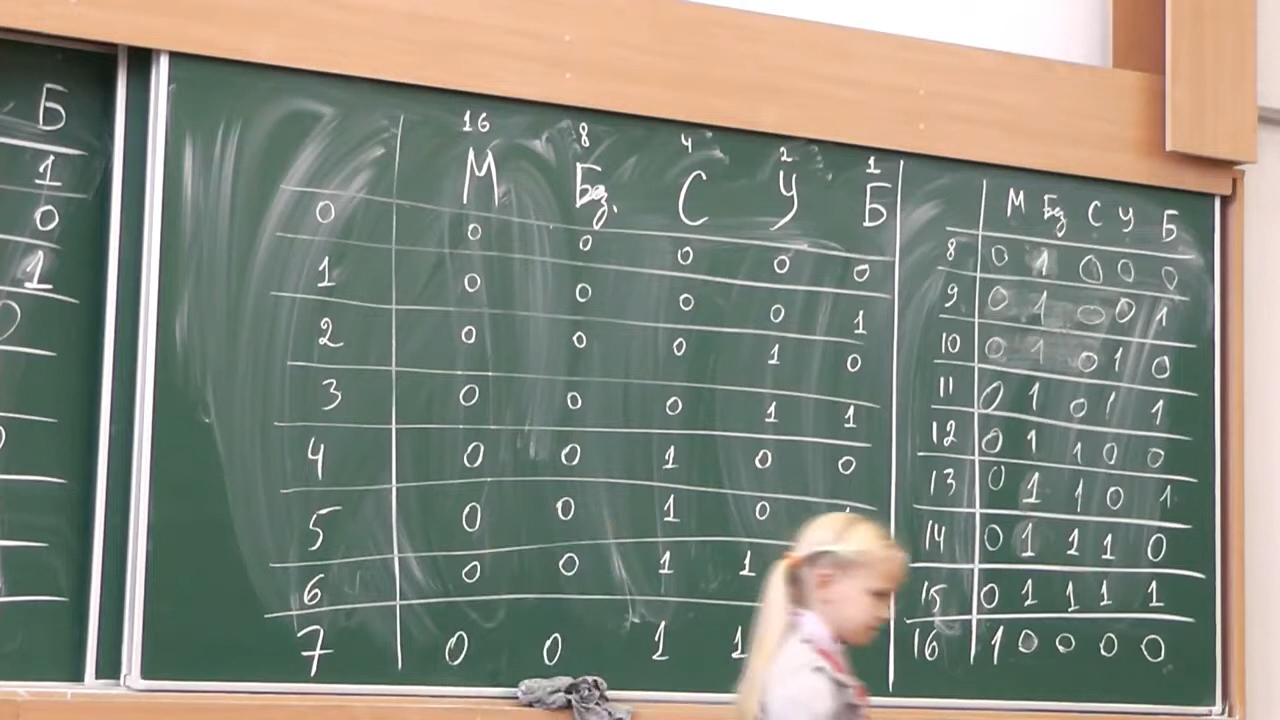 Б
1
0
1
0
16 8 4 2 1
М Без. С У Б
0 0 0 0 0 0
1 0 0 0 0 1
2 0 0 0 1 0
3 0 0 0 1 1
4 0 0 1 0 0
5 0 0 1 0
6 0 0 1 1
7 0 0 1 1
М Без С У Б
8 0 1 0 0 0
9 0 1 0 0 1
10 0 1 0 1 0
11 0 1 0 1 1
12 0 1 1 0 0
13 0 1 1 0 1
14 0 1 1 1 0
15 0 1 1 1 1
16 1 0 0 0 0